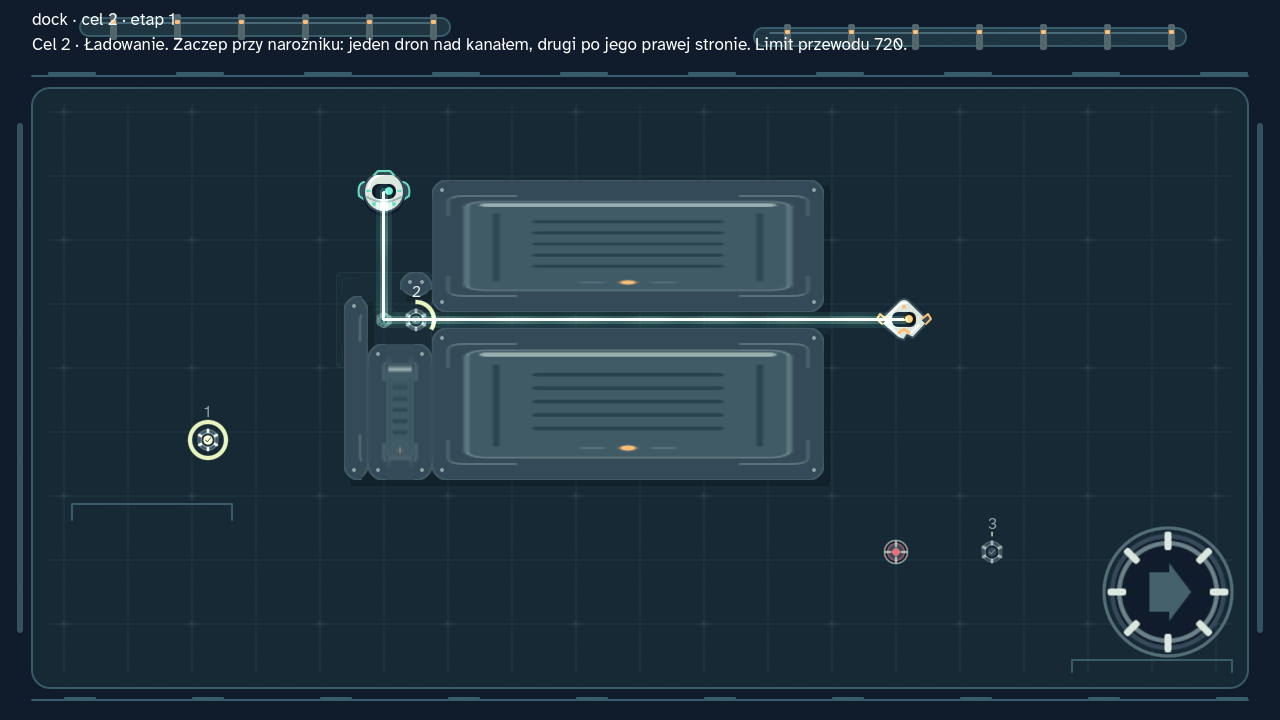 dock · cel 2 · etap 1
Cel 2 · Ładowanie. Zaczep przy narożniku: jeden dron nad kanałem, drugi po jego prawej stronie. Limit przewodu 720.
2
1
3